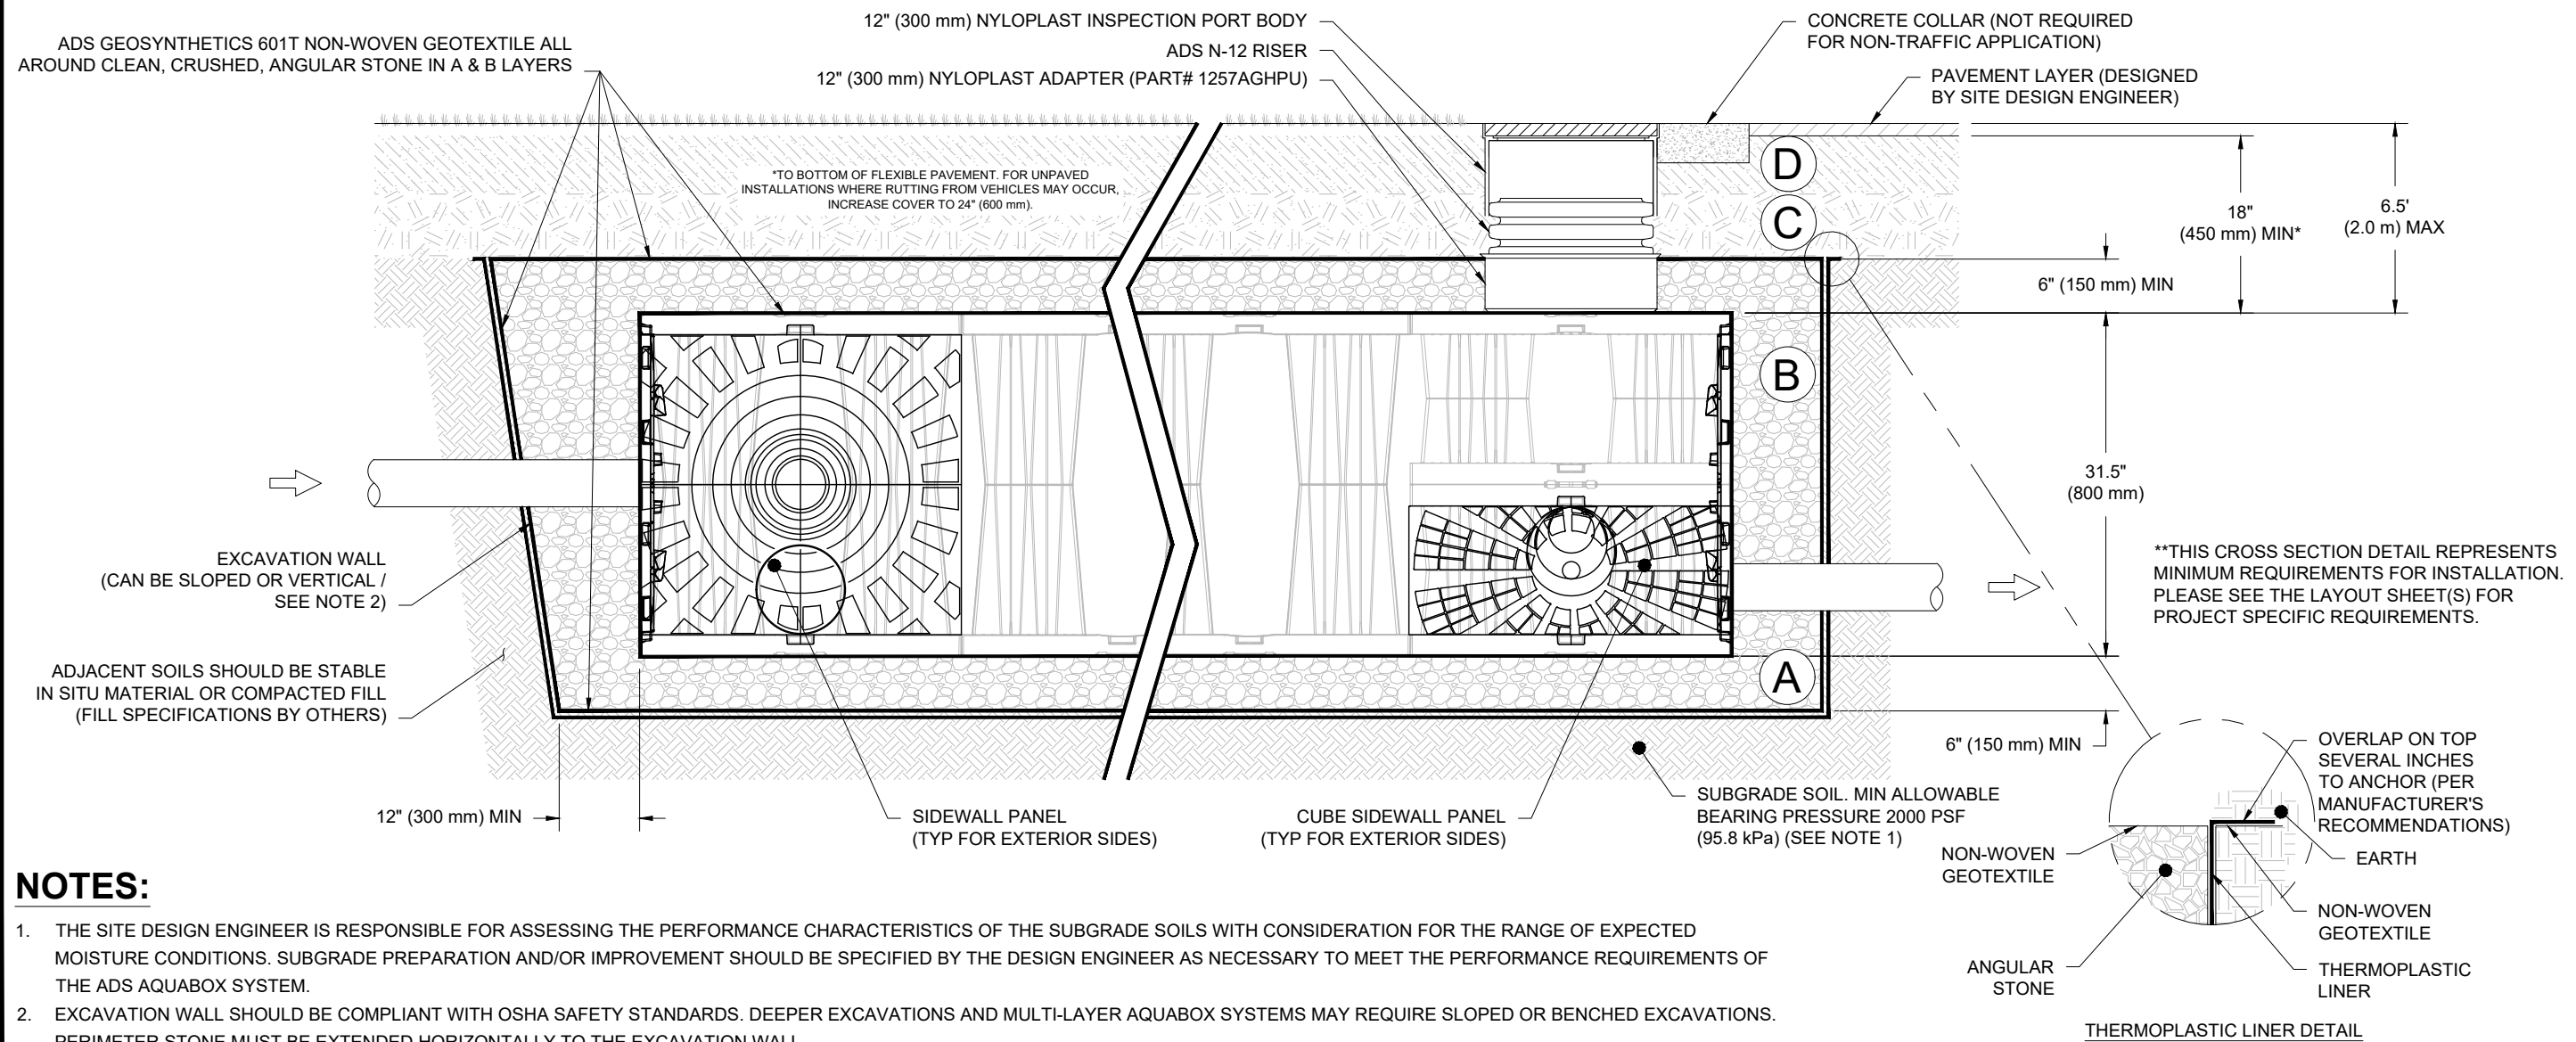 12" (300 mm) NYLOPLAST INSPECTION PORT BODY
ADS N-12 RISER
12" (300 mm) NYLOPLAST ADAPTER (PART# 1257AGHPU)
CONCRETE COLLAR (NOT REQUIRED
FOR NON-TRAFFIC APPLICATION)
PAVEMENT LAYER (DESIGNED
BY SITE DESIGN ENGINEER)
ADS GEOSYNTHETICS 601T NON-WOVEN GEOTEXTILE ALL
AROUND CLEAN, CRUSHED, ANGULAR STONE IN A & B LAYERS
*TO BOTTOM OF FLEXIBLE PAVEMENT. FOR UNPAVED
INSTALLATIONS WHERE RUTTING FROM VEHICLES MAY OCCUR,
INCREASE COVER TO 24" (600 mm).
D
C
B
A
18"
(450 mm) MIN*
6.5'
(2.0 m) MAX
6" (150 mm) MIN
31.5"
(800 mm)
6" (150 mm) MIN
**THIS CROSS SECTION DETAIL REPRESENTS
MINIMUM REQUIREMENTS FOR INSTALLATION.
PLEASE SEE THE LAYOUT SHEET(S) FOR
PROJECT SPECIFIC REQUIREMENTS.
EXCAVATION WALL
(CAN BE SLOPED OR VERTICAL /
SEE NOTE 2)
ADJACENT SOILS SHOULD BE STABLE
IN SITU MATERIAL OR COMPACTED FILL
(FILL SPECIFICATIONS BY OTHERS)
12" (300 mm) MIN
SIDEWALL PANEL
(TYP FOR EXTERIOR SIDES)
CUBE SIDEWALL PANEL
(TYP FOR EXTERIOR SIDES)
SUBGRADE SOIL. MIN ALLOWABLE
BEARING PRESSURE 2000 PSF
(95.8 kPa) (SEE NOTE 1)
OVERLAP ON TOP
SEVERAL INCHES
TO ANCHOR (PER
MANUFACTURER'S
RECOMMENDATIONS)
EARTH
NON-WOVEN
GEOTEXTILE
NON-WOVEN
GEOTEXTILE
ANGULAR
STONE
THERMOPLASTIC
LINER
THERMOPLASTIC LINER DETAIL
NOTES:
1. THE SITE DESIGN ENGINEER IS RESPONSIBLE FOR ASSESSING THE PERFORMANCE CHARACTERISTICS OF THE SUBGRADE SOILS WITH CONSIDERATION FOR THE RANGE OF EXPECTED
MOISTURE CONDITIONS. SUBGRADE PREPARATION AND/OR IMPROVEMENT SHOULD BE SPECIFIED BY THE DESIGN ENGINEER AS NECESSARY TO MEET THE PERFORMANCE REQUIREMENTS OF
THE ADS AQUABOX SYSTEM.
2. EXCAVATION WALL SHOULD BE COMPLIANT WITH OSHA SAFETY STANDARDS. DEEPER EXCAVATIONS AND MULTI-LAYER AQUABOX SYSTEMS MAY REQUIRE SLOPED OR BENCHED EXCAVATIONS.
PERIMETER STONE MUST BE EXTENDED HORIZONTALLY TO THE EXCAVATION WALL